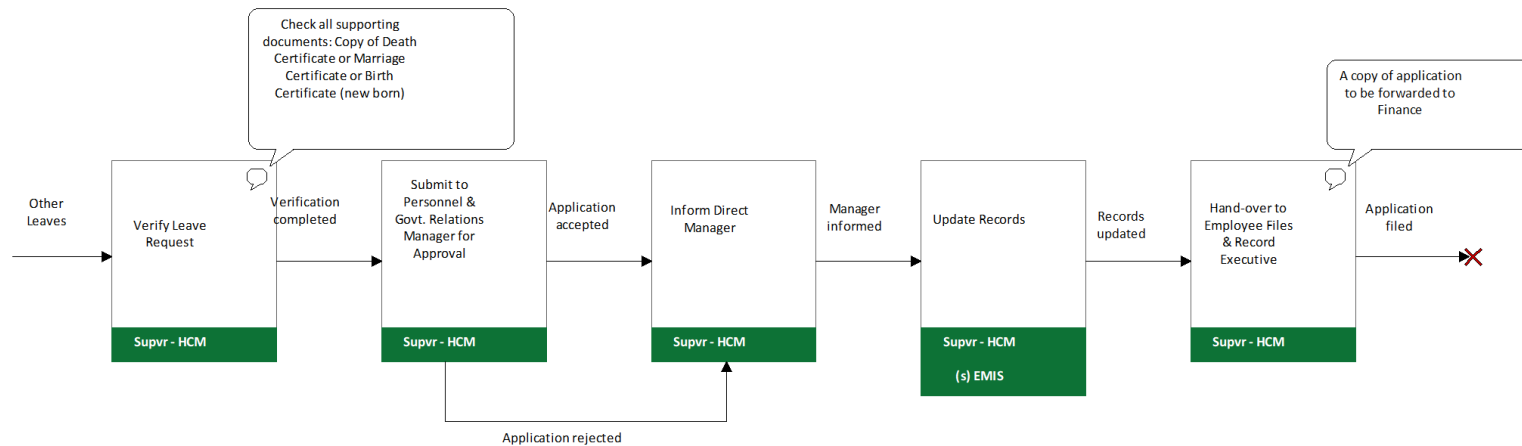 Check all supporting
documents: Copy of Death
Certificate or Marriage
Certificate or Birth
Certificate (new born)
A copy of application
to be forwarded to
Finance
Other
Leaves
Verify Leave
Request
Supvr - HCM
Verification
completed
Submit to
Personnel &
Govt. Relations
Manager for
Approval
Supvr - HCM
Application
accepted
Inform Direct
Manager
Supvr - HCM
Manager
informed
Update Records
Supvr - HCM
(s) EMIS
Records
updated
Hand-over to
Employee Files
& Record
Executive
Supvr - HCM
Application
filed
Application rejected